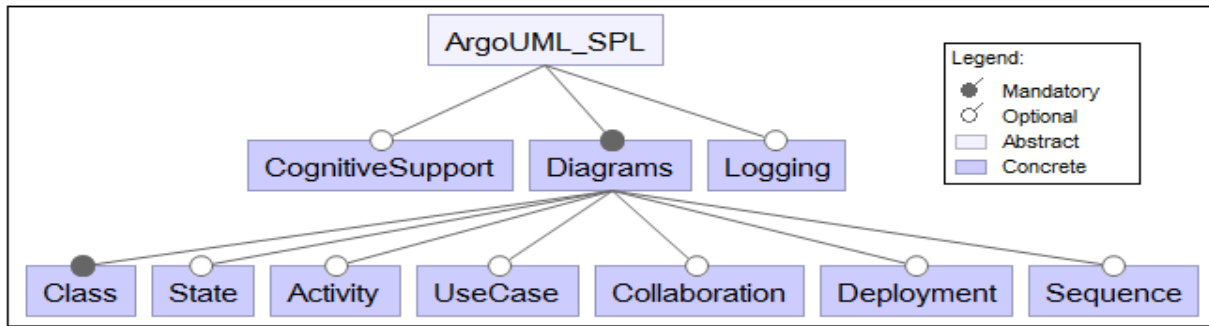 ArgoUML_SPL
Legend:
Mandatory
Optional
Abstract
Concrete
CognitiveSupport Diagrams Logging
Class State Activity UseCase Collaboration Deployment Sequence